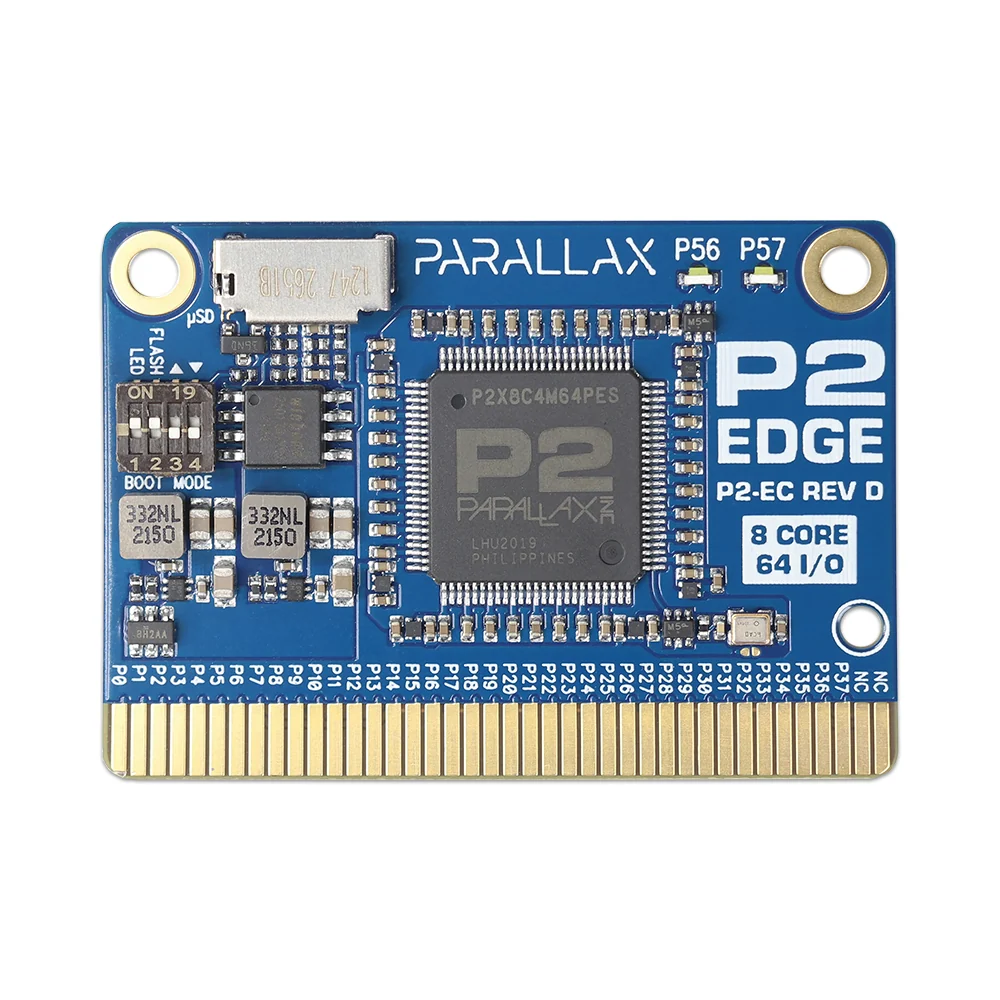 PARALLAX
P56 P57
1247 2651B
µSD
FLASH
LED
ON 19
1 2 3 4
BOOT MODE
332NL
2150
332NL
2150
P2X8C4M64PES
P2
PARALLAX INC
LHU2019
PHILIPPINES
P2
EDGE
P2-EC REV D
8 CORE
64 I/O
BH2AA
P0 P1 P2 P3 P4 P5 P6 P7 P8 P9 P10 P11 P12 P13 P14 P15 P16 P17 P18 P19 P20 P21 P22 P23 P24 P25 P26 P27 P28 P29 P30 P31 P32 P33 P34 P35 P36 P37 NC NC